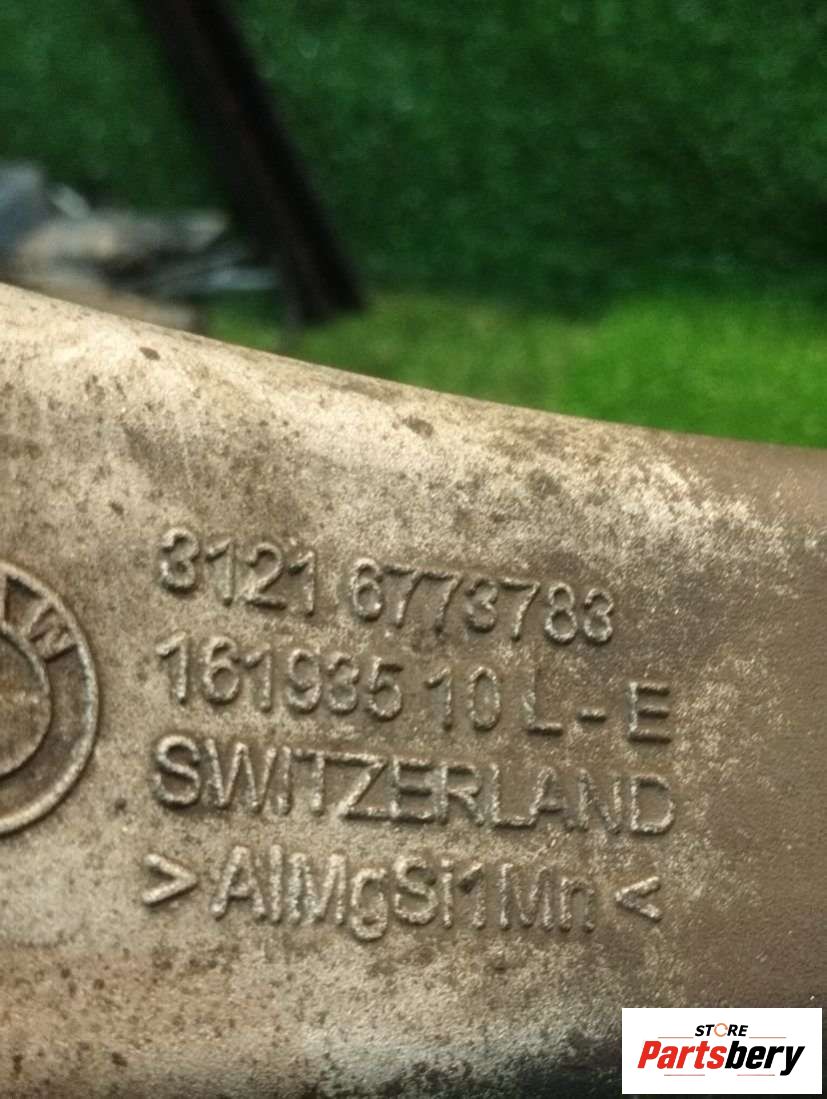 3121 6773783
161935 10 L - E
SWITZERLAND
>AlMgSi1Mn<
STORE
Partsbery